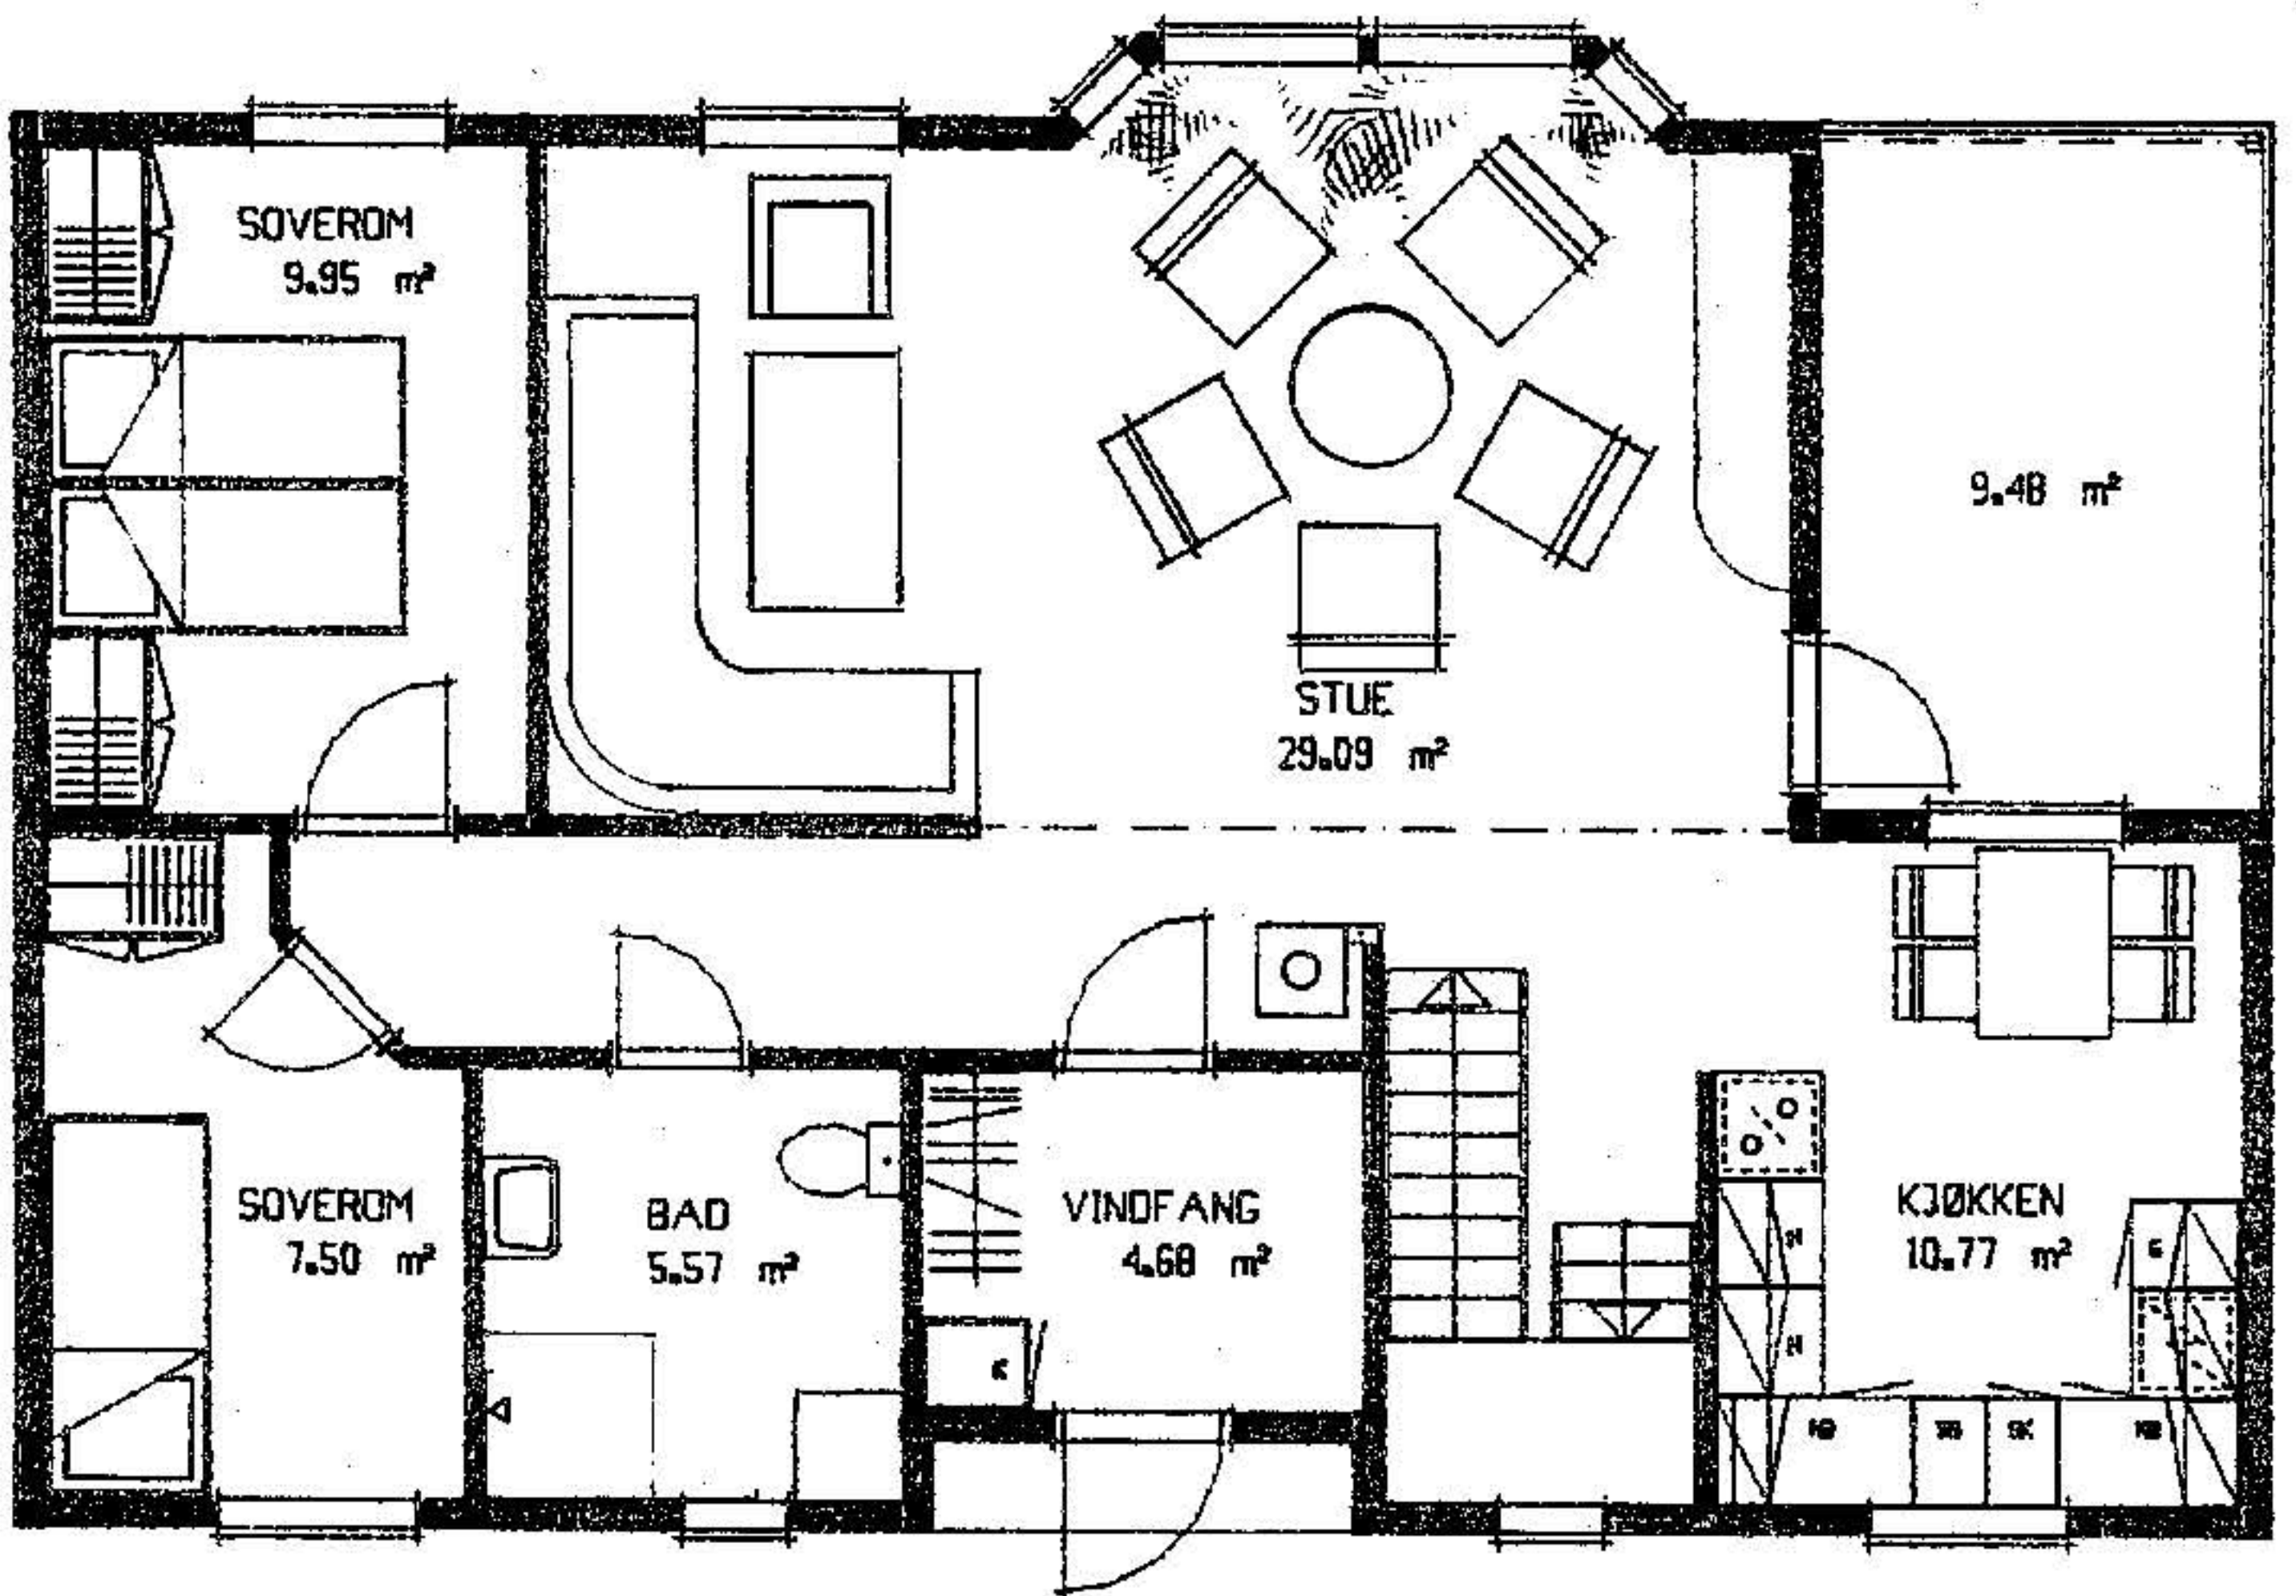 SOVEROM
9.95 m²
STUE
29.09 m²
9.48 m²
SOVEROM
7.50 m²
BAD
5.57 m²
VINDFANG
4.68 m²
KJØKKEN
10.77 m²